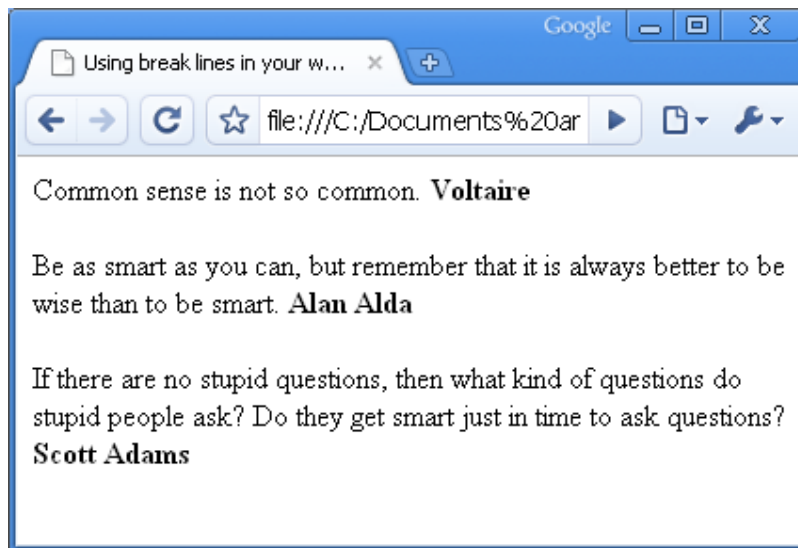 Google
Using break lines in your w...
file:///C:/Documents%20ar
Common sense is not so common. Voltaire
Be as smart as you can, but remember that it is always better to be
wise than to be smart. Alan Alda
If there are no stupid questions, then what kind of questions do
stupid people ask? Do they get smart just in time to ask questions?
Scott Adams